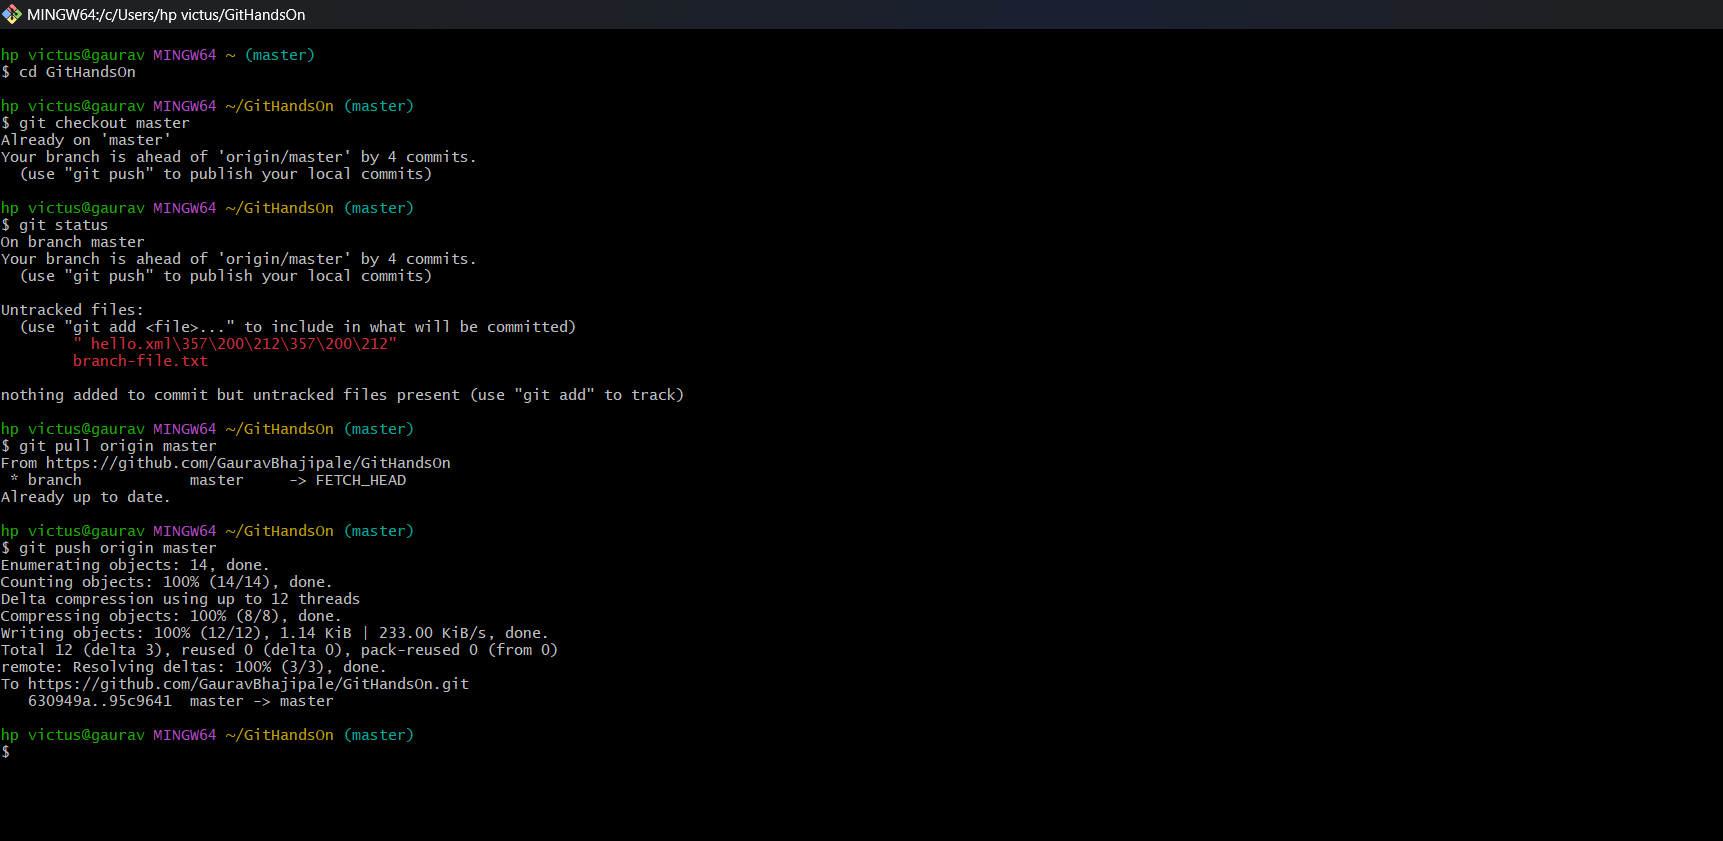 MINGW64:/c/Users/hp victus/GitHandsOn
hp victus@gaurav MINGW64 ~ (master)
$ cd GitHandsOn
hp victus@gaurav MINGW64 ~/GitHandsOn (master)
$ git checkout master
Already on 'master'
Your branch is ahead of 'origin/master' by 4 commits.
  (use "git push" to publish your local commits)
hp victus@gaurav MINGW64 ~/GitHandsOn (master)
$ git status
On branch master
Your branch is ahead of 'origin/master' by 4 commits.
  (use "git push" to publish your local commits)
Untracked files:
  (use "git add <file>..." to include in what will be committed)
        " hello.xml\357\200\212\357\200\212"
        branch-file.txt
nothing added to commit but untracked files present (use "git add" to track)
hp victus@gaurav MINGW64 ~/GitHandsOn (master)
$ git pull origin master
From https://github.com/GauravBhajipale/GitHandsOn
 * branch            master     -> FETCH_HEAD
Already up to date.
hp victus@gaurav MINGW64 ~/GitHandsOn (master)
$ git push origin master
Enumerating objects: 14, done.
Counting objects: 100% (14/14), done.
Delta compression using up to 12 threads
Compressing objects: 100% (8/8), done.
Writing objects: 100% (12/12), 1.14 KiB | 233.00 KiB/s, done.
Total 12 (delta 3), reused 0 (delta 0), pack-reused 0 (from 0)
remote: Resolving deltas: 100% (3/3), done.
To https://github.com/GauravBhajipale/GitHandsOn.git
   630949a..95c9641  master -> master
hp victus@gaurav MINGW64 ~/GitHandsOn (master)
$